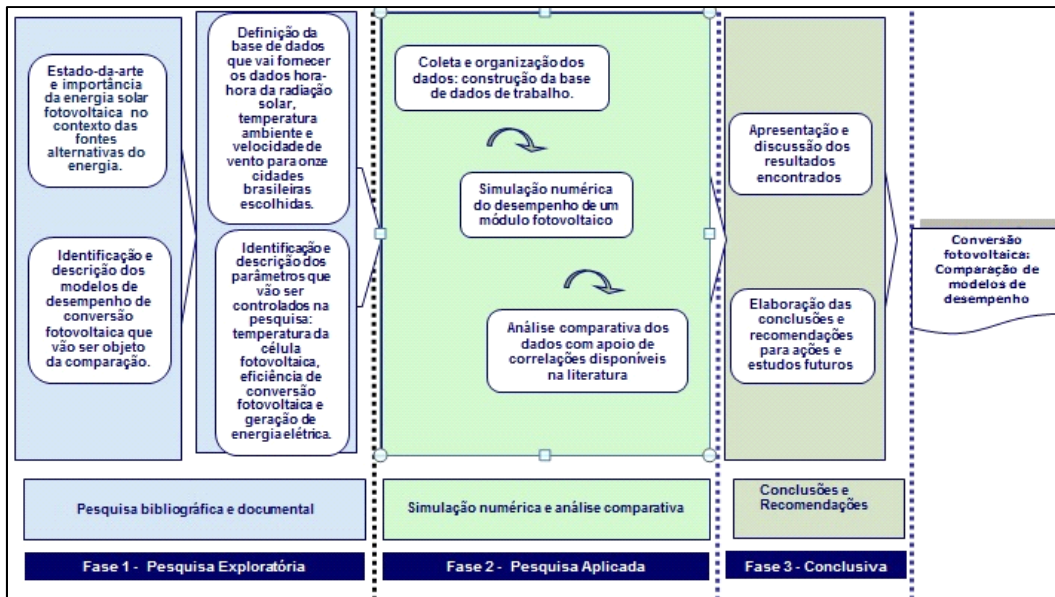 Estado-da-arte
e importância
da energia solar
fotovoltaica no
contexto das
fontes
alternativas do
energia.
Identificação e
descrição dos
modelos de
desempenho de
conversão
fotovoltaica que
vão ser objeto
da comparação.
Definição da
base de dados
que vai fornecer
os dados hora-
hora da radiação
solar,
temperatura
ambiente e
velocidade de
vento para onze
cidades
brasileiras
escolhidas.
Identificação e
descrição dos
parâmetros que
vão ser
controlados na
pesquisa:
temperatura da
célula
fotovoltaica,
eficiência de
conversão
fotovoltaica e
geração de
energia elétrica.
Coleta e organização dos
dados: construção da base
de dados de trabalho.
Simulação numérica
do desempenho de um
módulo fotovoltaico
Análise comparativa dos
dados com apoio de
correlações disponíveis
na literatura
Apresentação e
discussão dos
resultados
encontrados
Elaboração das
conclusões e
recomendações
para ações e
estudos futuros
Conversão
fotovoltaica:
Comparação de
modelos de
desempenho
Pesquisa bibliográfica e documental
Simulação numérica e análise comparativa
Conclusões e
Recomendações
Fase 1 - Pesquisa Exploratória
Fase 2 - Pesquisa Aplicada
Fase 3 - Conclusiva